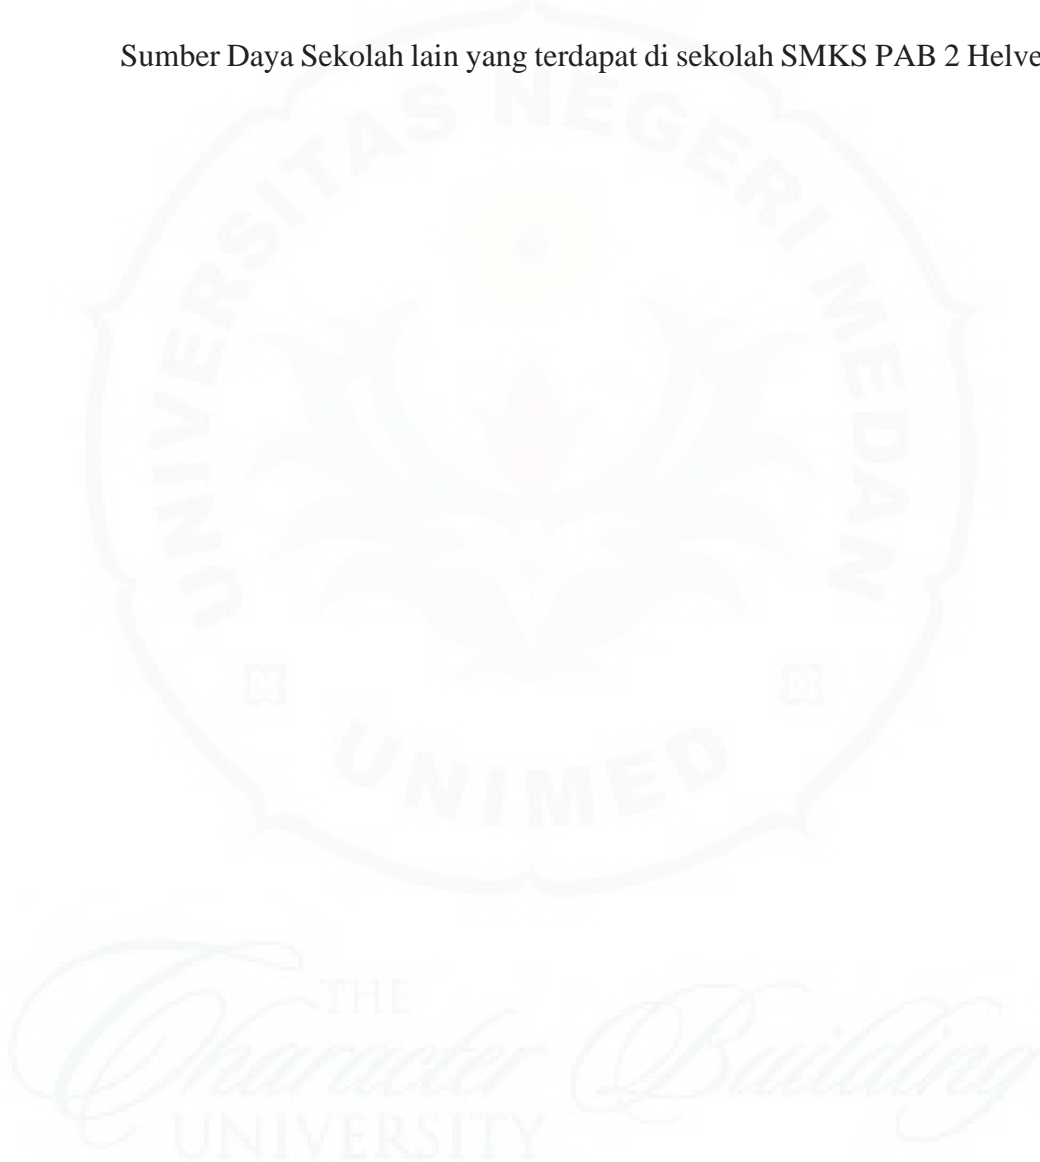 Sumber Daya Sekolah lain yang terdapat di sekolah SMKS PAB 2 Helve
UNIVERSITAS NEGERI MEDAN
UNIMED
THE
Character Building
UNIVERSITY